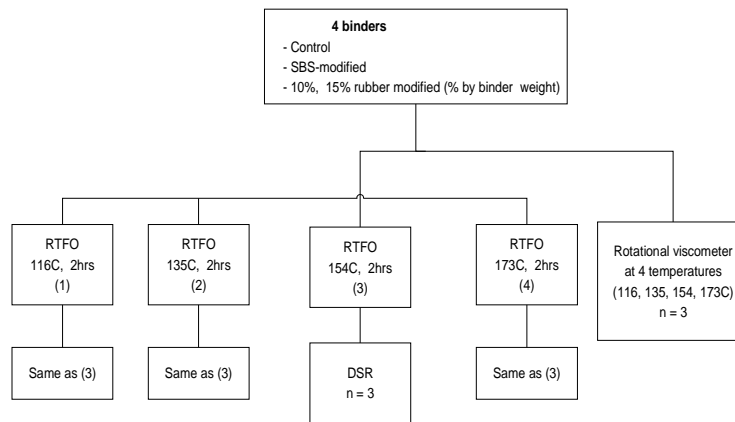 4 binders
- Control
- SBS-modified
- 10%, 15% rubber modified (% by binder weight)
RTFO
116C, 2hrs
(1)
RTFO
135C, 2hrs
(2)
RTFO
154C, 2hrs
(3)
RTFO
173C, 2hrs
(4)
Rotational viscometer
at 4 temperatures
(116, 135, 154, 173C)
n = 3
Same as (3)
Same as (3)
DSR
n = 3
Same as (3)